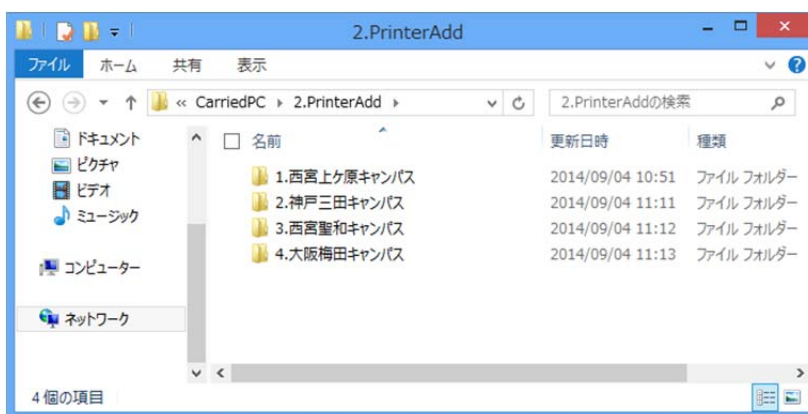 2.PrinterAdd
ファイル ホーム 共有 表示
« CarriedPC 2.PrinterAdd 2.PrinterAddの検索
ドキュメント
ピクチャ
ビデオ
ミュージック
コンピューター
ネットワーク
名前 更新日時 種類
1.西宮上ケ原キャンパス 2014/09/04 10:51 ファイル フォルダー
2.神戸三田キャンパス 2014/09/04 11:11 ファイル フォルダー
3.西宮聖和キャンパス 2014/09/04 11:12 ファイル フォルダー
4.大阪梅田キャンパス 2014/09/04 11:13 ファイル フォルダー
4 個の項目